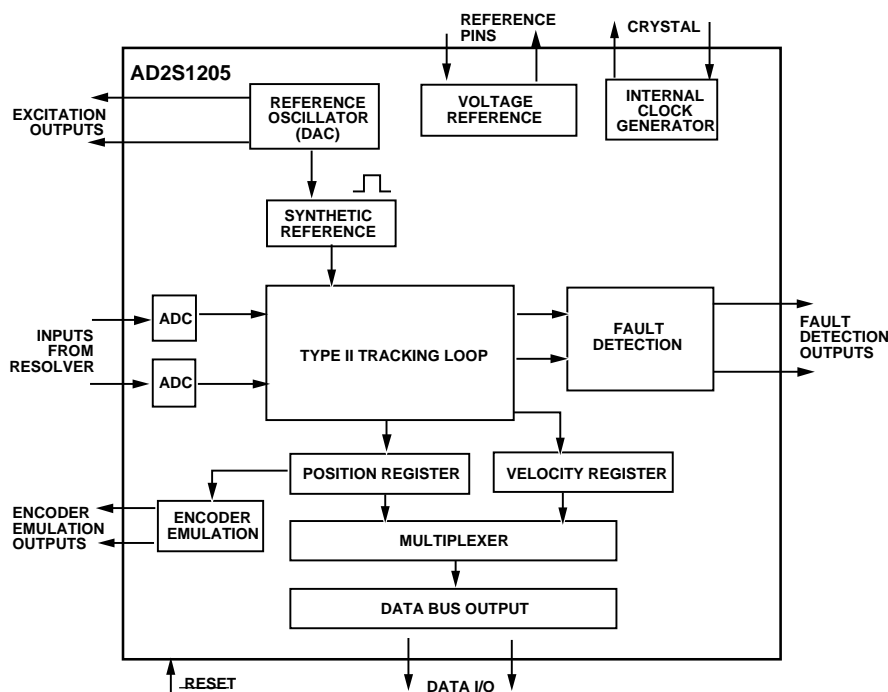 REFERENCE
PINS
CRYSTAL
AD2S1205
EXCITATION
OUTPUTS
REFERENCE
OSCILLATOR
(DAC)
VOLTAGE
REFERENCE
INTERNAL
CLOCK
GENERATOR
SYNTHETIC
REFERENCE
INPUTS
FROM
RESOLVER
ADC
ADC
TYPE II TRACKING LOOP
FAULT
DETECTION
FAULT
DETECTION
OUTPUTS
POSITION REGISTER
VELOCITY REGISTER
ENCODER
EMULATION
OUTPUTS
ENCODER
EMULATION
MULTIPLEXER
DATA BUS OUTPUT
RESET
DATA I/O